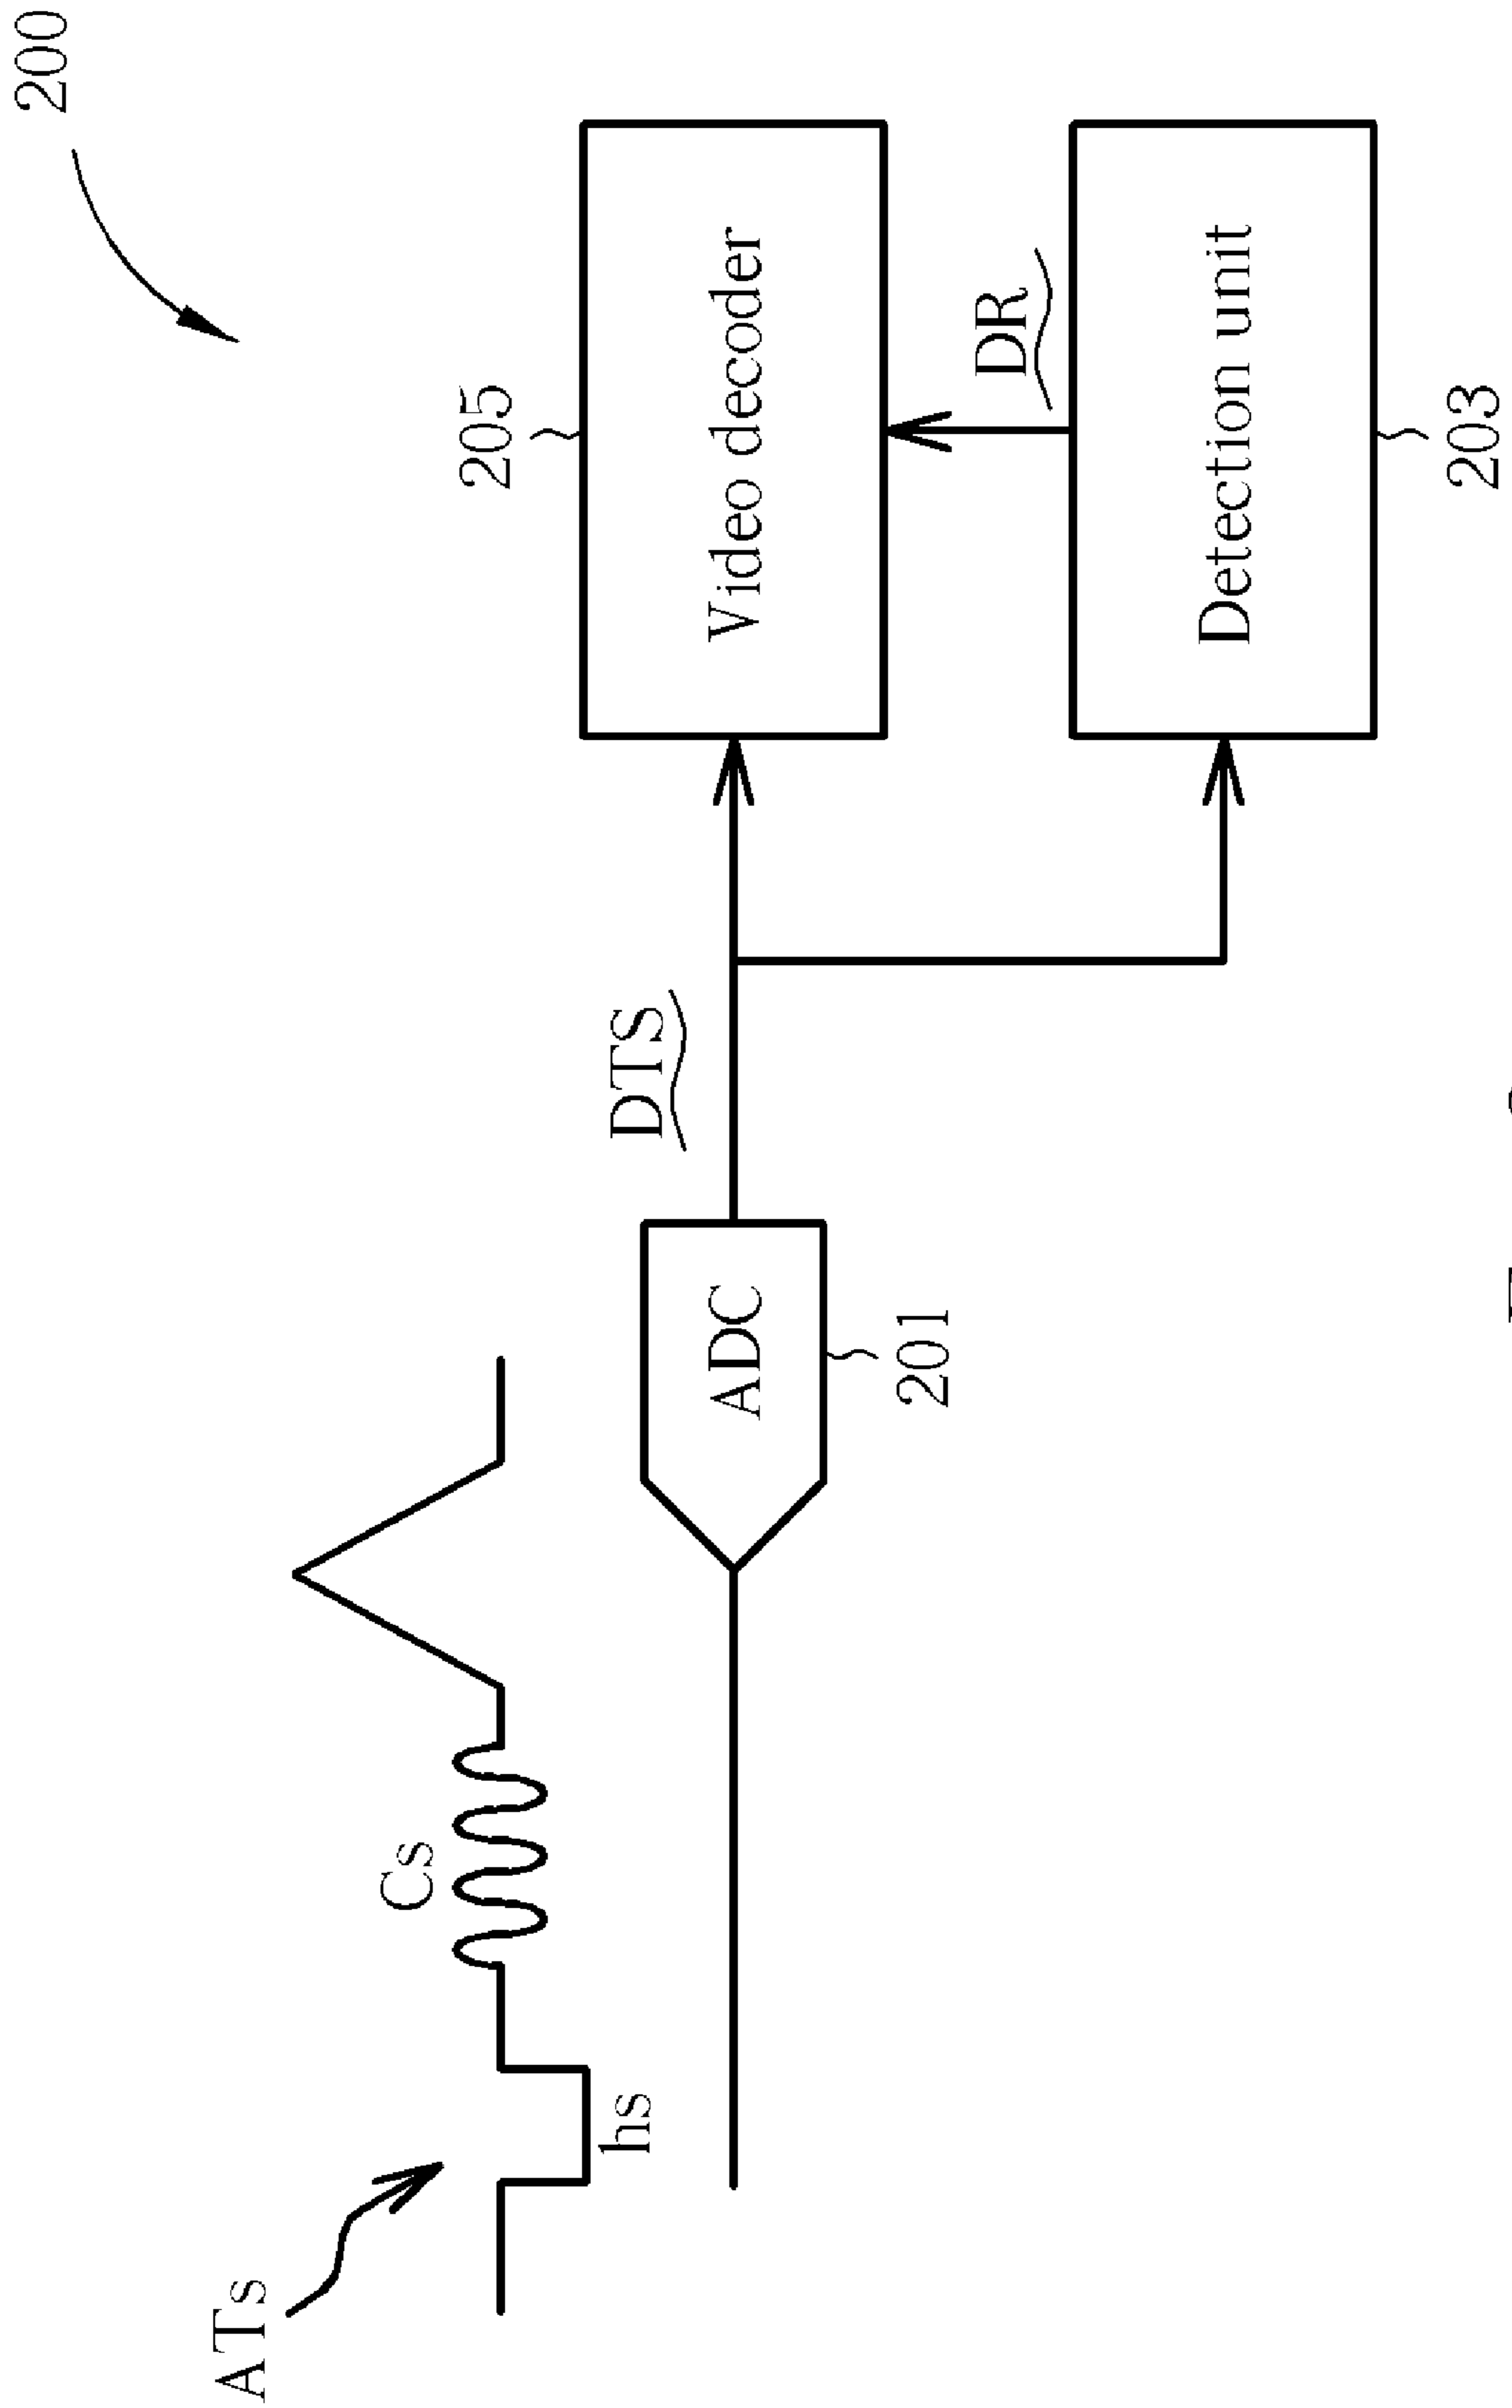 200
ATs
hs
Cs
ADC
201
DTS
205
Video decoder
DR
Detection unit
203